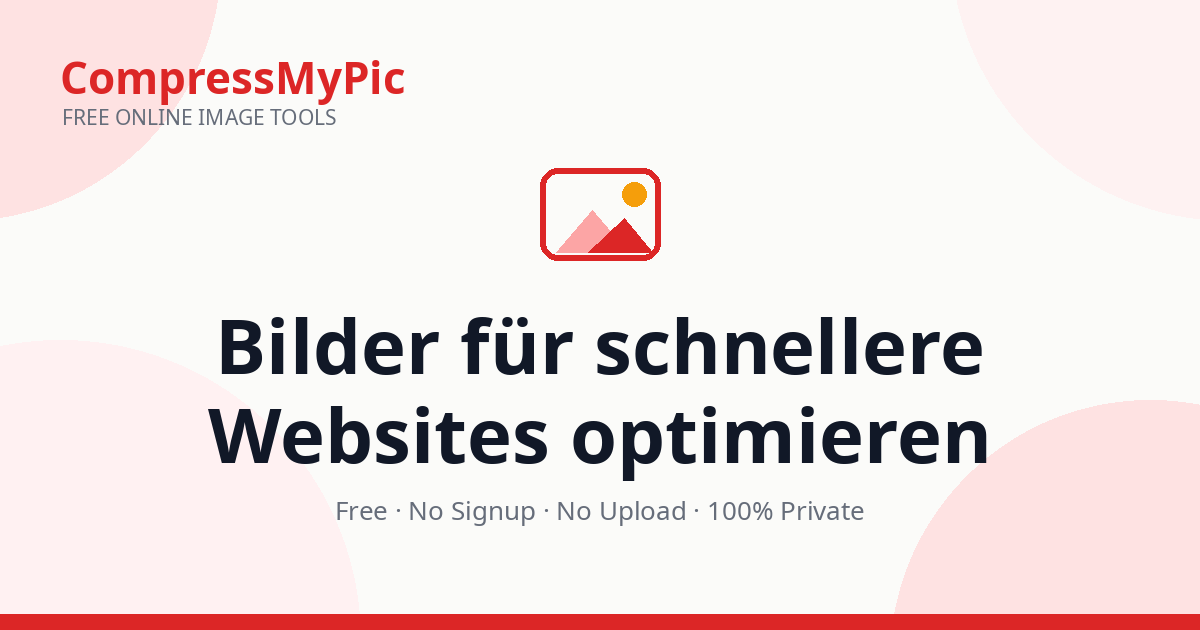 CompressMyPic
FREE ONLINE IMAGE TOOLS
Bilder für schnellere
Websites optimieren
Free · No Signup · No Upload · 100% Private